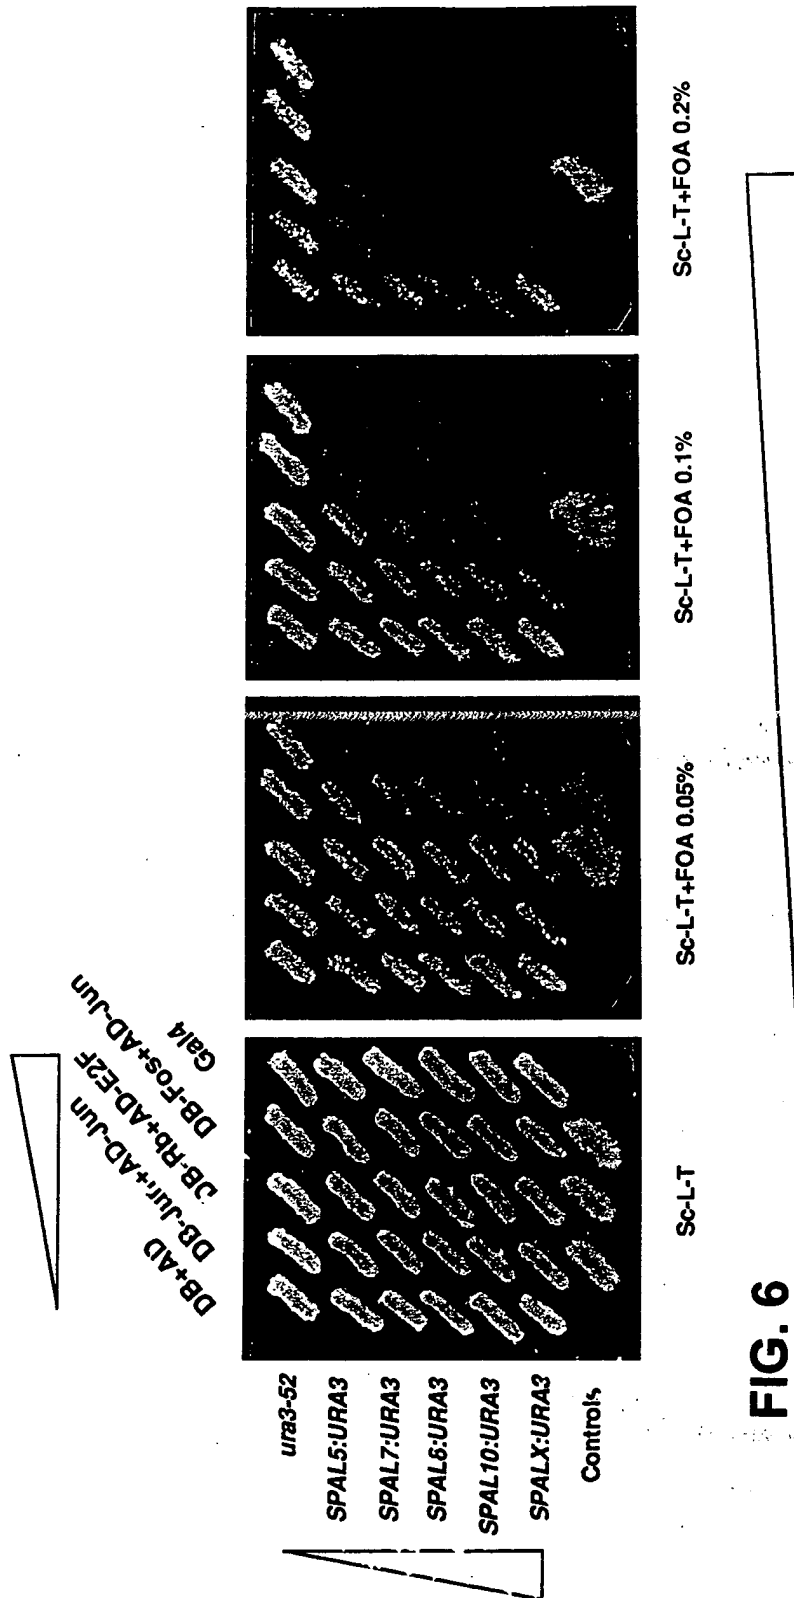 DB+AD
DB-Jun+AD-Jun
DB-Rb+AD-E2F
DB-Fos+AD-Jun
Gal4
ura3-52
SPAL5:URA3
SPAL7:URA3
SPAL8:URA3
SPAL10:URA3
SPALX:URA3
Controls
Sc-L-T
Sc-L-T+FOA 0.05%
Sc-L-T+FOA 0.1%
Sc-L-T+FOA 0.2%
FIG. 6